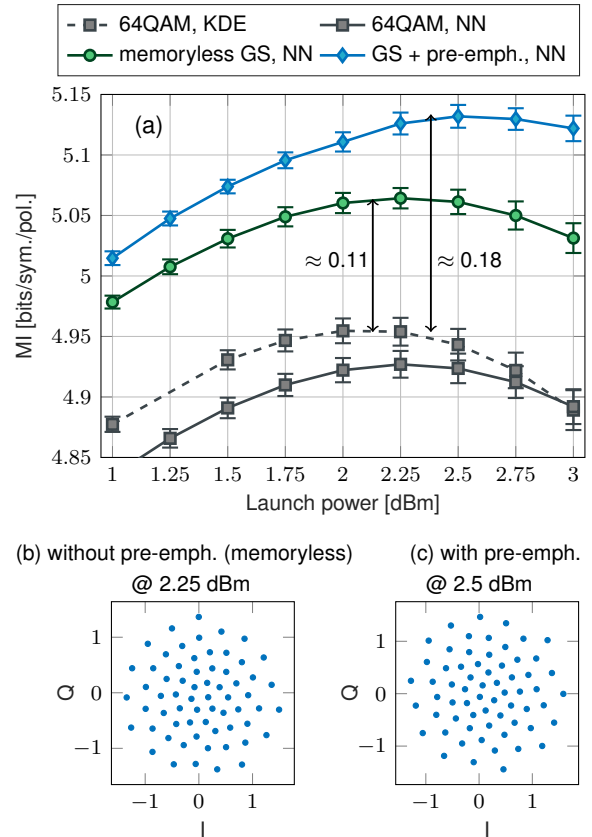 64QAM, KDE 64QAM, NN
memoryless GS, NN GS + pre-emph., NN
(a)
MI [bits/sym./pol.]
5.15
5.1
5.05
5
4.95
4.9
4.85
≈ 0.11 ≈ 0.18
1 1.25 1.5 1.75 2 2.25 2.5 2.75 3
Launch power [dBm]
(b) without pre-emph. (memoryless)
@ 2.25 dBm
Q
1
0
−1
−1 0 1
I
(c) with pre-emph.
@ 2.5 dBm
Q
1
0
−1
−1 0 1
I